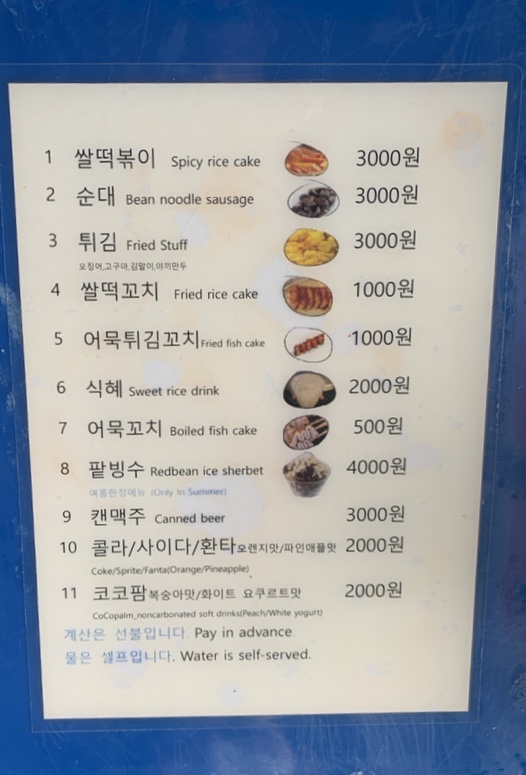 1 쌀떡볶이 Spicy rice cake 3000원
2 순대 Bean noodle sausage 3000원
3 튀김 Fried Stuff 3000원
오징어,고구마,김말이,야끼만두
4 쌀떡꼬치 Fried rice cake 1000원
5 어묵튀김꼬치 Fried fish cake 1000원
6 식혜 Sweet rice drink 2000원
7 어묵꼬치 Boiled fish cake 500원
8 팥빙수 Redbean ice sherbet 4000원
여름한정메뉴 (Only In Summer)
9 캔맥주 Canned beer 3000원
10 콜라/사이다/환타오렌지맛/파인애플맛 2000원
Coke/Sprite/Fanta(Orange/Pineapple)
11 코코팜복숭아맛/화이트 요쿠르트맛 2000원
CoCopalm_noncarbonated soft drinks(Peach/White yogurt)
계산은 선불입니다. Pay in advance.
물은 셀프입니다. Water is self-served.